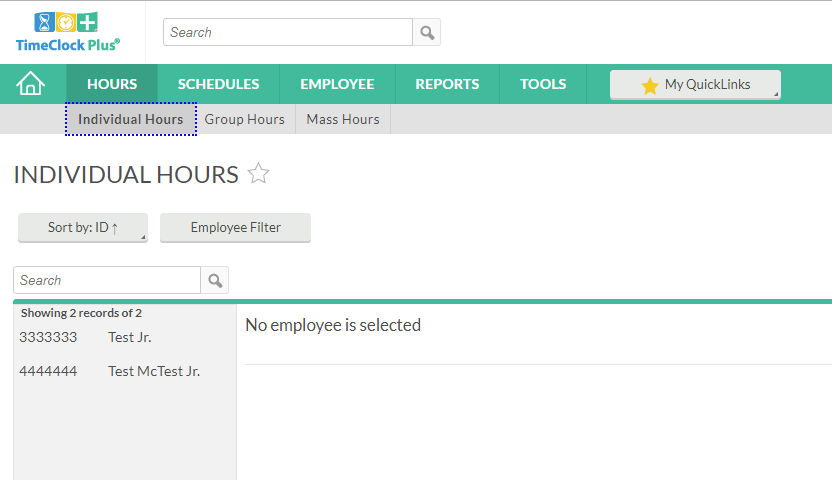 TimeClock Plus®
Search
HOURS SCHEDULES EMPLOYEE REPORTS TOOLS My QuickLinks
Individual Hours Group Hours Mass Hours
INDIVIDUAL HOURS
Sort by: ID ↑ Employee Filter
Search
Showing 2 records of 2
3333333 Test Jr.
4444444 Test McTest Jr.
No employee is selected